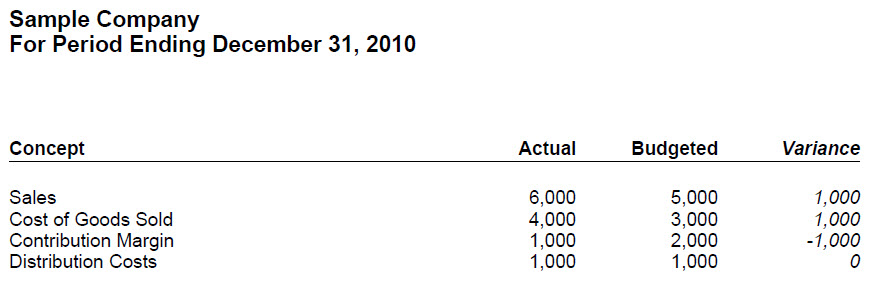 Sample Company
For Period Ending December 31, 2010
Concept Actual Budgeted Variance
Sales 6,000 5,000 1,000
Cost of Goods Sold 4,000 3,000 1,000
Contribution Margin 1,000 2,000 -1,000
Distribution Costs 1,000 1,000 0